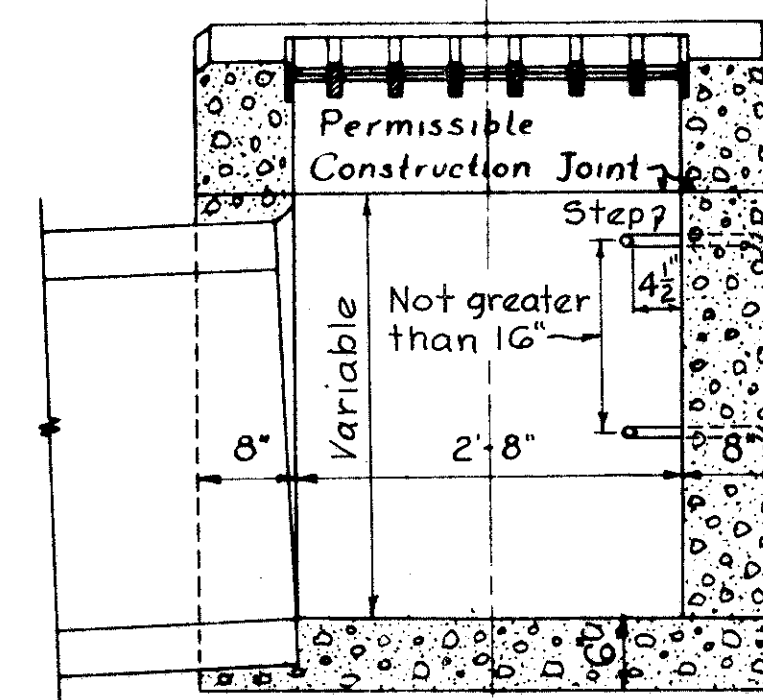 Permissible
Construction Joint
Step
4½"
Not greater
than 16"
Variable
8"
2'-8"
8"
6"